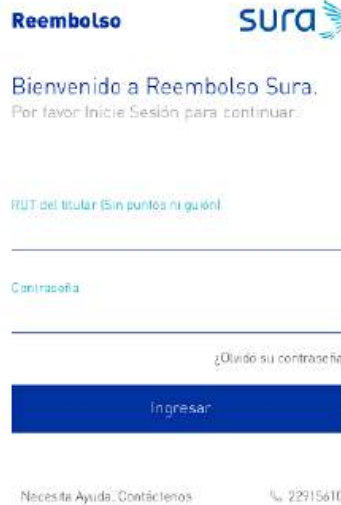 Reembolso
sura
Bienvenido a Reembolso Sura.
Por favor Inicie Sesión para continuar.
RUT del titular (Sin puntos ni guión)
Contraseña
¿Olvidó su contraseña
Ingresar
Necesita Ayuda, Contáctenos
22915610